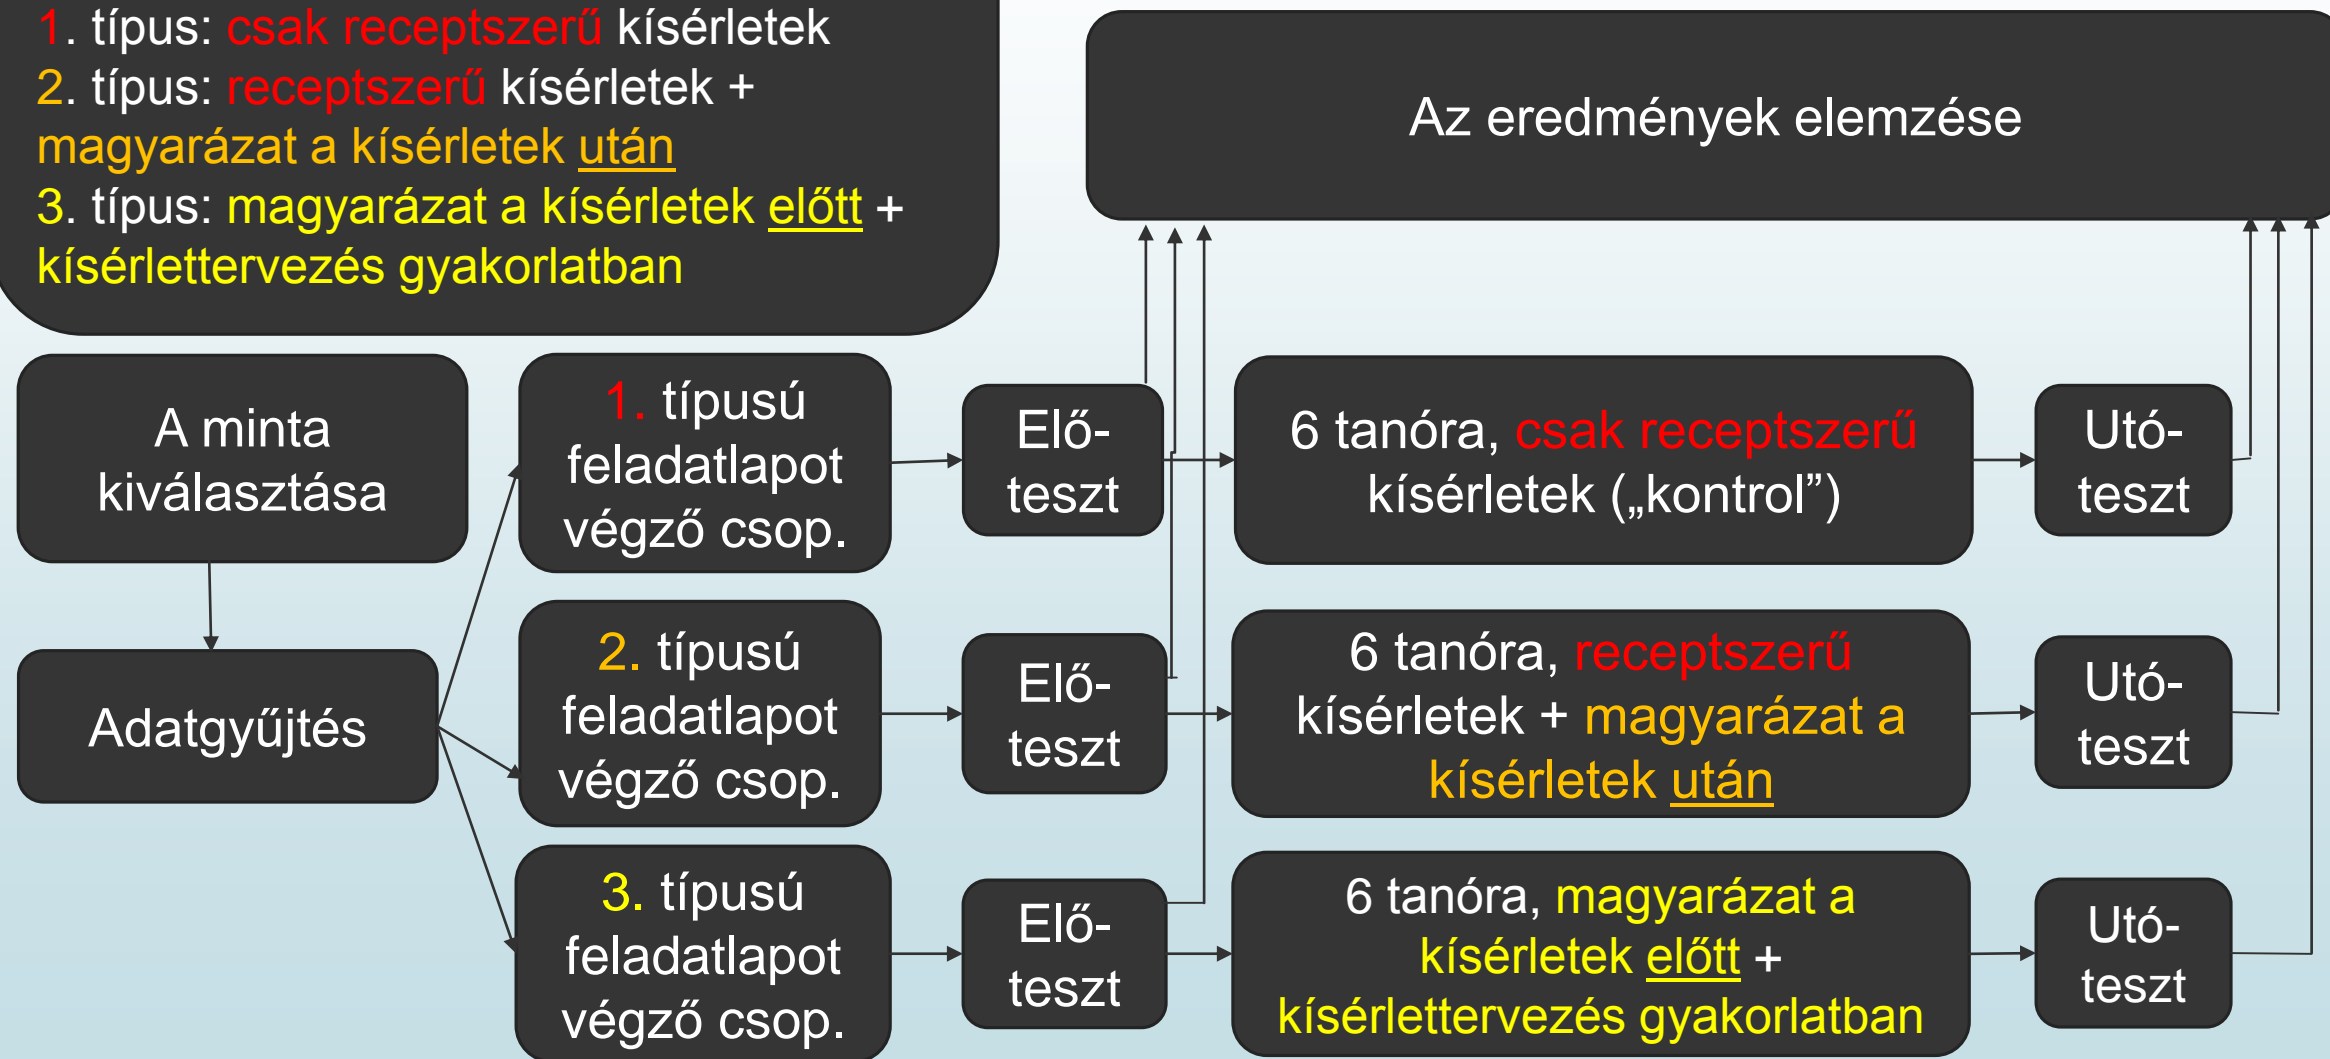 1. típus: csak receptszerű kísérletek
2. típus: receptszerű kísérletek +
magyarázat a kísérletek után
3. típus: magyarázat a kísérletek előtt +
kísérlettervezés gyakorlatban
Az eredmények elemzése
A minta
kiválasztása
Adatgyűjtés
1. típusú
feladatlapot
végző csop.
Elő-
teszt
6 tanóra, csak receptszerű
kísérletek („kontrol”)
Utó-
teszt
2. típusú
feladatlapot
végző csop.
Elő-
teszt
6 tanóra, receptszerű
kísérletek + magyarázat a
kísérletek után
Utó-
teszt
3. típusú
feladatlapot
végző csop.
Elő-
teszt
6 tanóra, magyarázat a
kísérletek előtt +
kísérlettervezés gyakorlatban
Utó-
teszt